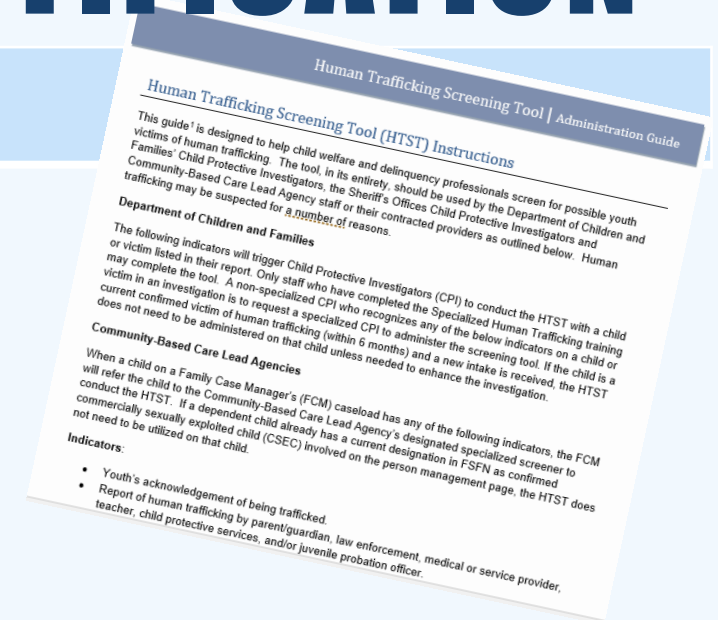 Human Trafficking Screening Tool | Administration Guide
Human Trafficking Screening Tool (HTST) Instructions
This guide¹ is designed to help child welfare and delinquency professionals screen for possible youth
victims of human trafficking. The tool, in its entirety, should be used by the Department of Children and
Families' Child Protective Investigators, the Sheriff's Offices Child Protective Investigators and
Community-Based Care Lead Agency staff or their contracted providers as outlined below. Human
trafficking may be suspected for a number of reasons.
Department of Children and Families
The following indicators will trigger Child Protective Investigators (CPI) to conduct the HTST with a child
or victim listed in their report. Only staff who have completed the Specialized Human Trafficking training
may complete the tool. A non-specialized CPI who recognizes any of the below indicators on a child or
victim in an investigation is to request a specialized CPI to administer the screening tool. If the child is a
current confirmed victim of human trafficking (within 6 months) and a new intake is received, the HTST
does not need to be administered on that child unless needed to enhance the investigation.
Community-Based Care Lead Agencies
When a child on a Family Case Manager's (FCM) caseload has any of the following indicators, the FCM
will refer the child to the Community-Based Care Lead Agency's designated specialized screener to
conduct the HTST. If a dependent child already has a current designation in FSFN as confirmed
commercially sexually exploited child (CSEC) involved on the person management page, the HTST does
not need to be utilized on that child.
Indicators:
• Youth's acknowledgement of being trafficked.
• Report of human trafficking by parent/guardian, law enforcement, medical or service provider,
teacher, child protective services, and/or juvenile probation officer.